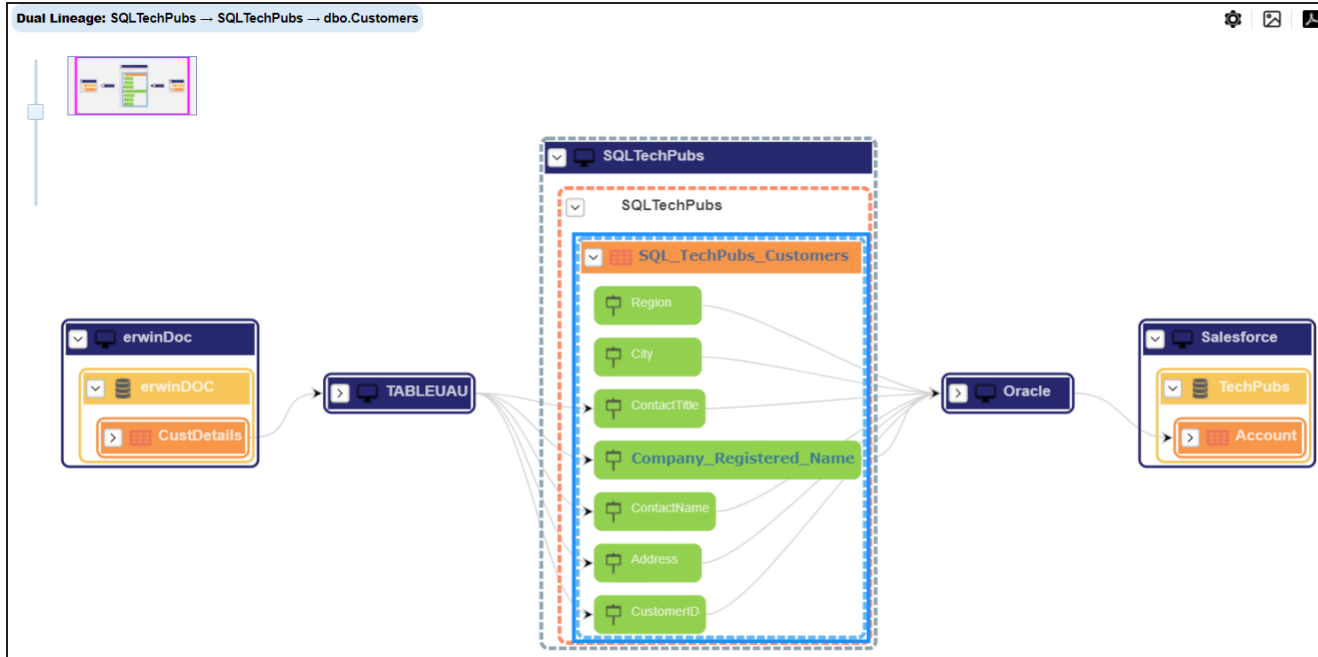 Dual Lineage: SQLTechPubs → SQLTechPubs → dbo.Customers
SQLTechPubs
SQLTechPubs
SQL_TechPubs_Customers
Region
City
ContactTitle
Company_Registered_Name
ContactName
Address
CustomerID
erwinDoc
erwinDOC
CustDetails
TABLEUAU
Oracle
Salesforce
TechPubs
Account